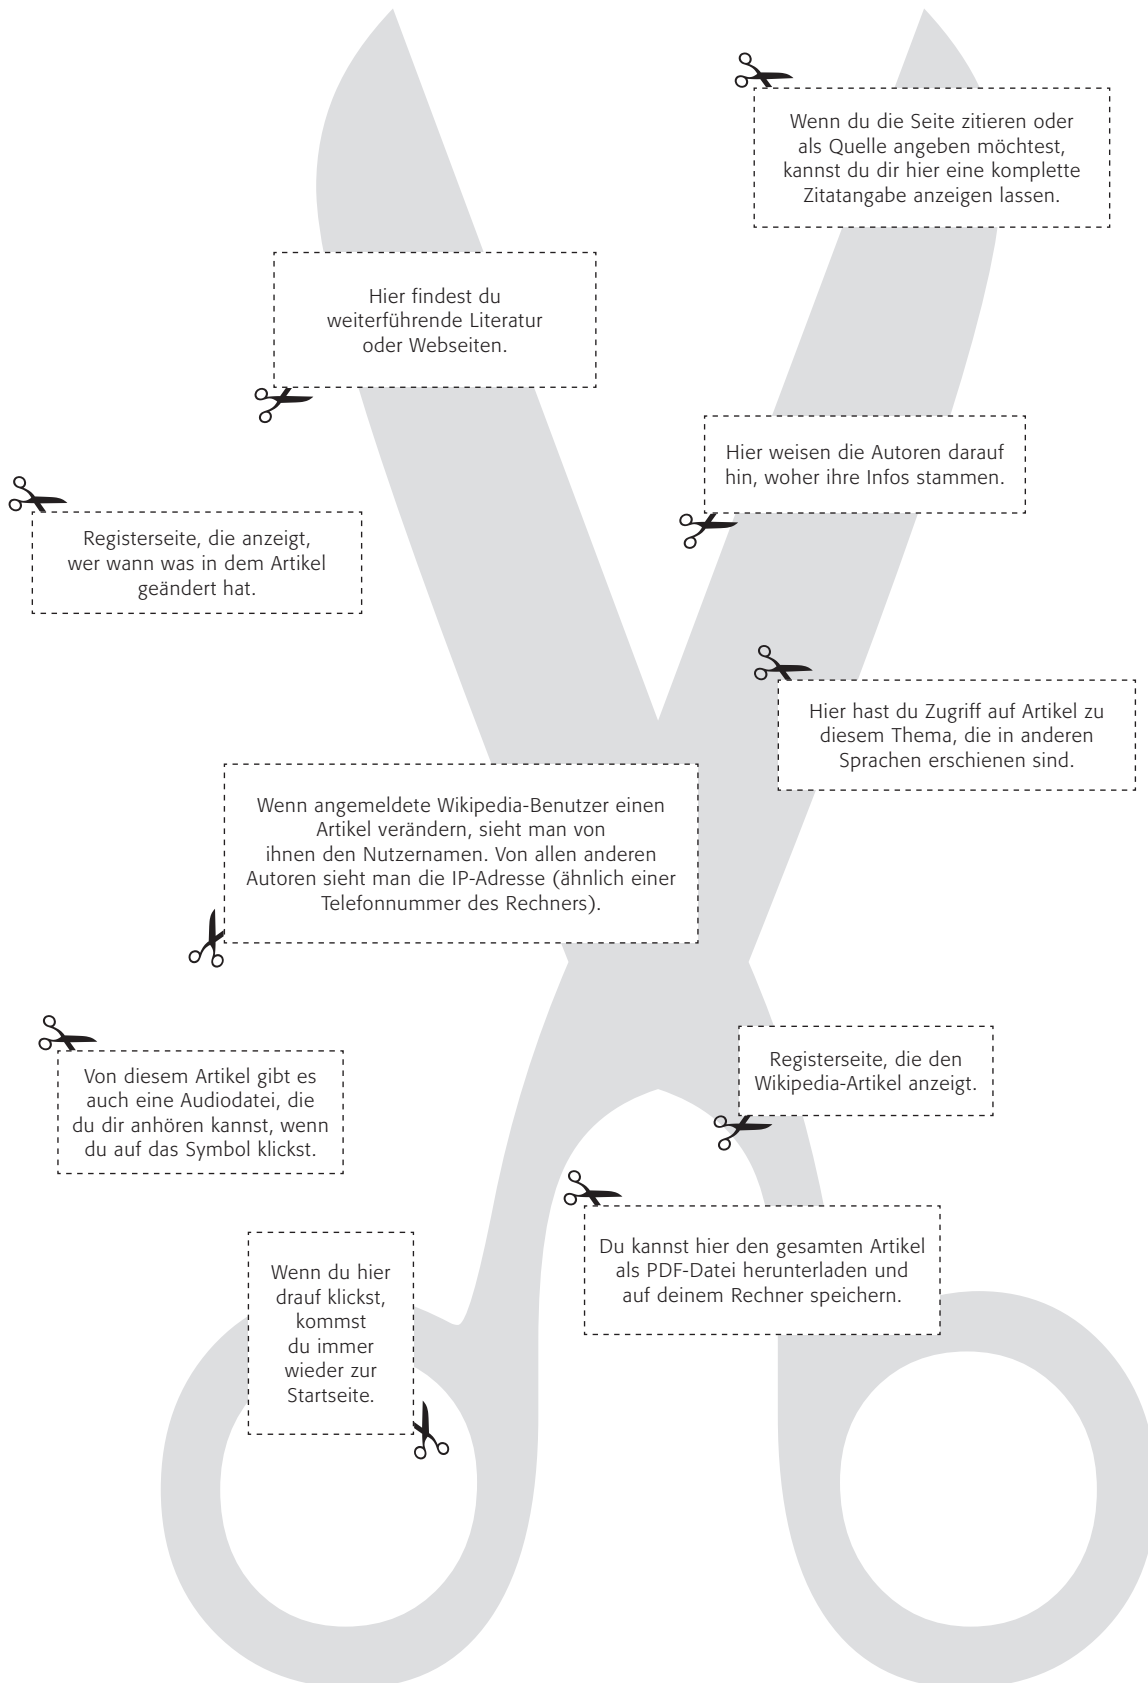 Wenn du die Seite zitieren oder
als Quelle angeben möchtest,
kannst du dir hier eine komplette
Zitatangabe anzeigen lassen.
Hier findest du
weiterführende Literatur
oder Webseiten.
Hier weisen die Autoren darauf
hin, woher ihre Infos stammen.
Registerseite, die anzeigt,
wer wann was in dem Artikel
geändert hat.
Hier hast du Zugriff auf Artikel zu
diesem Thema, die in anderen
Sprachen erschienen sind.
Wenn angemeldete Wikipedia-Benutzer einen
Artikel verändern, sieht man von
ihnen den Nutzernamen. Von allen anderen
Autoren sieht man die IP-Adresse (ähnlich einer
Telefonnummer des Rechners).
Von diesem Artikel gibt es
auch eine Audiodatei, die
du dir anhören kannst, wenn
du auf das Symbol klickst.
Registerseite, die den
Wikipedia-Artikel anzeigt.
Du kannst hier den gesamten Artikel
als PDF-Datei herunterladen und
auf deinem Rechner speichern.
Wenn du hier
drauf klickst,
kommst
du immer
wieder zur
Startseite.